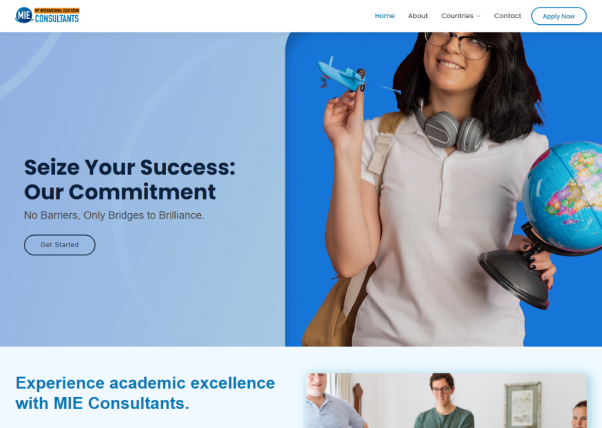 MIE
MY INTERNATIONAL EDUCATION
CONSULTANTS
Home
About
Countries
Contact
Apply Now
Seize Your Success:
Our Commitment
No Barriers, Only Bridges to Brilliance.
Get Started
Experience academic excellence
with MIE Consultants.